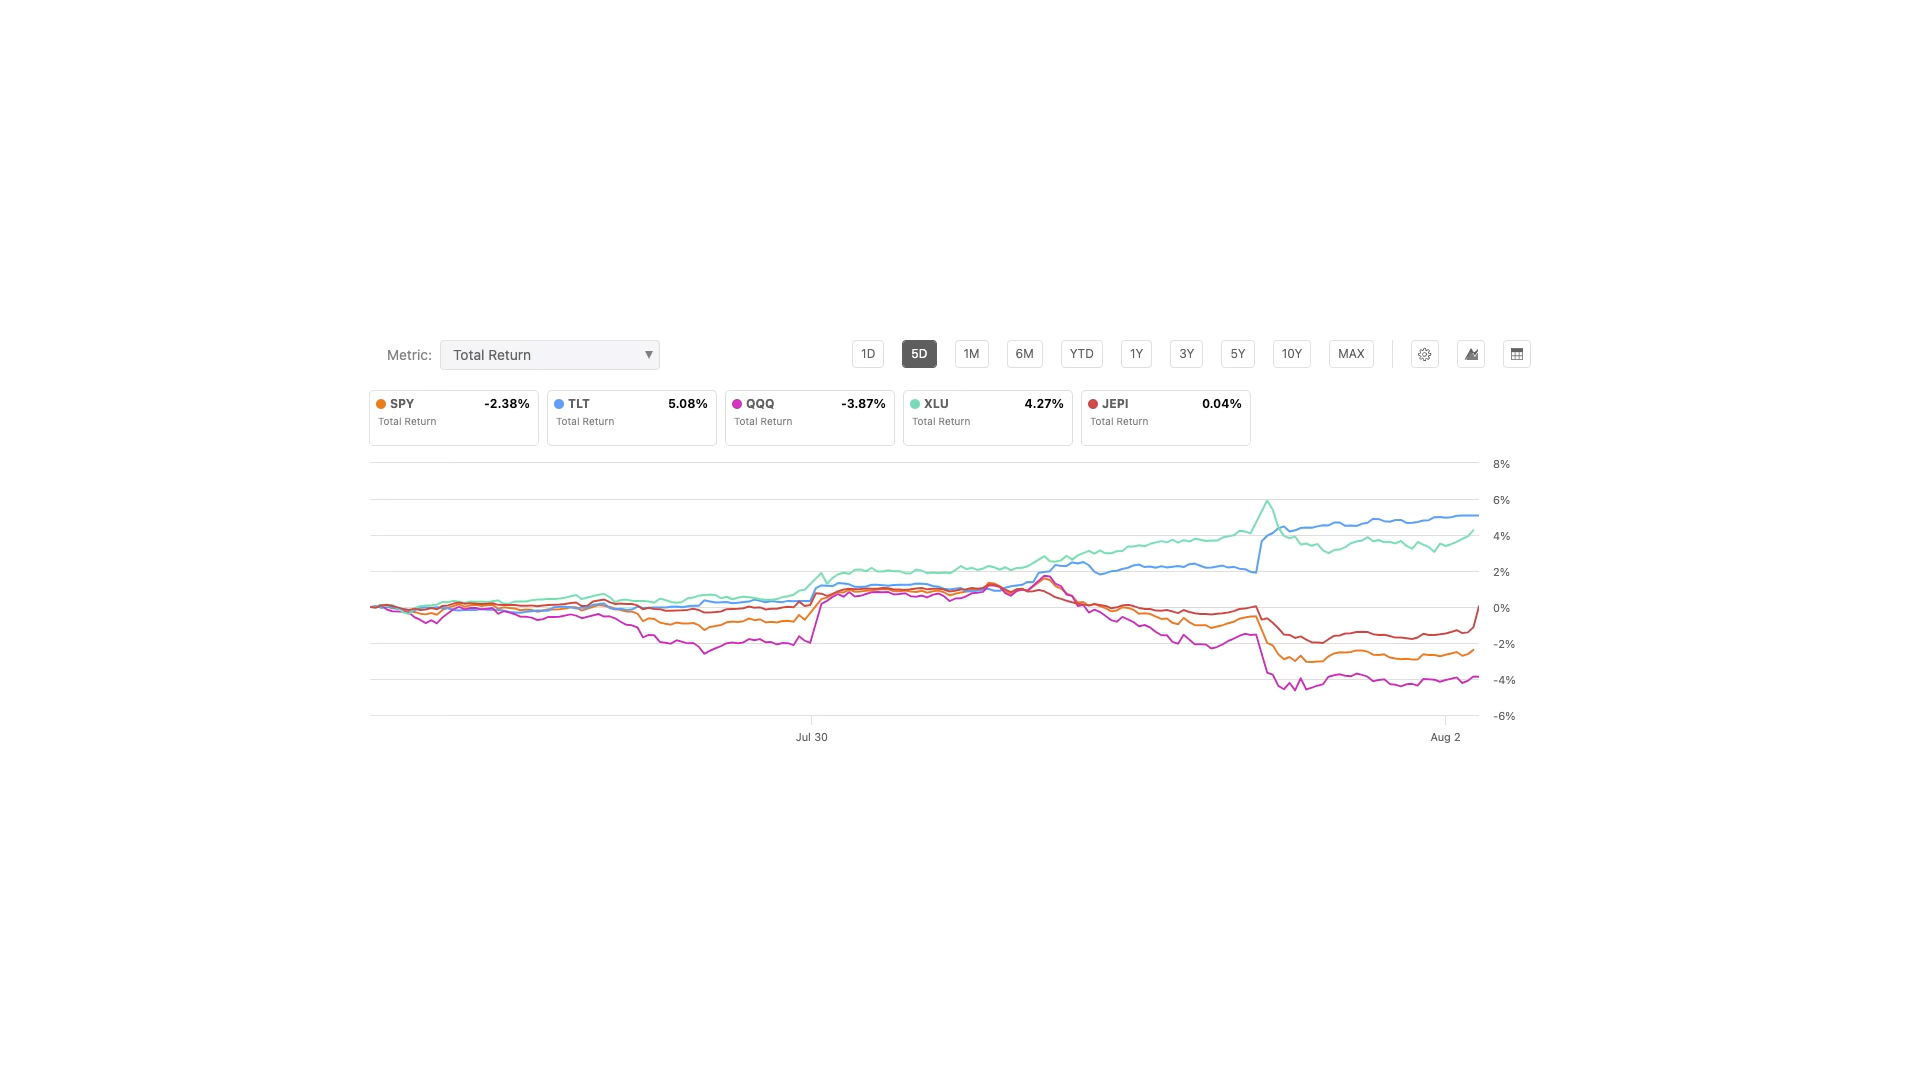 Metric: Total Return ▼ 1D 5D 1M 6M YTD 1Y 3Y 5Y 10Y MAX
SPY -2.38% TLT 5.08% QQQ -3.87% XLU 4.27% JEPI 0.04%
Total Return Total Return Total Return Total Return Total Return
8%
6%
4%
2%
0%
-2%
-4%
-6%
Jul 30 Aug 2